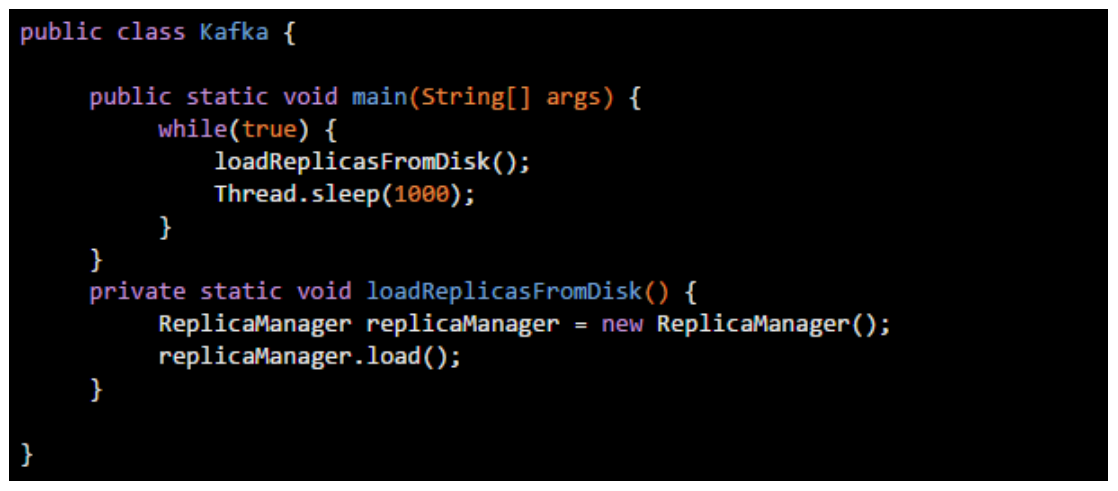 public class Kafka {
public static void main(String[] args) {
while(true) {
loadReplicasFromDisk();
Thread.sleep(1000);
}
}
private static void loadReplicasFromDisk() {
ReplicaManager replicaManager = new ReplicaManager();
replicaManager.load();
}
}